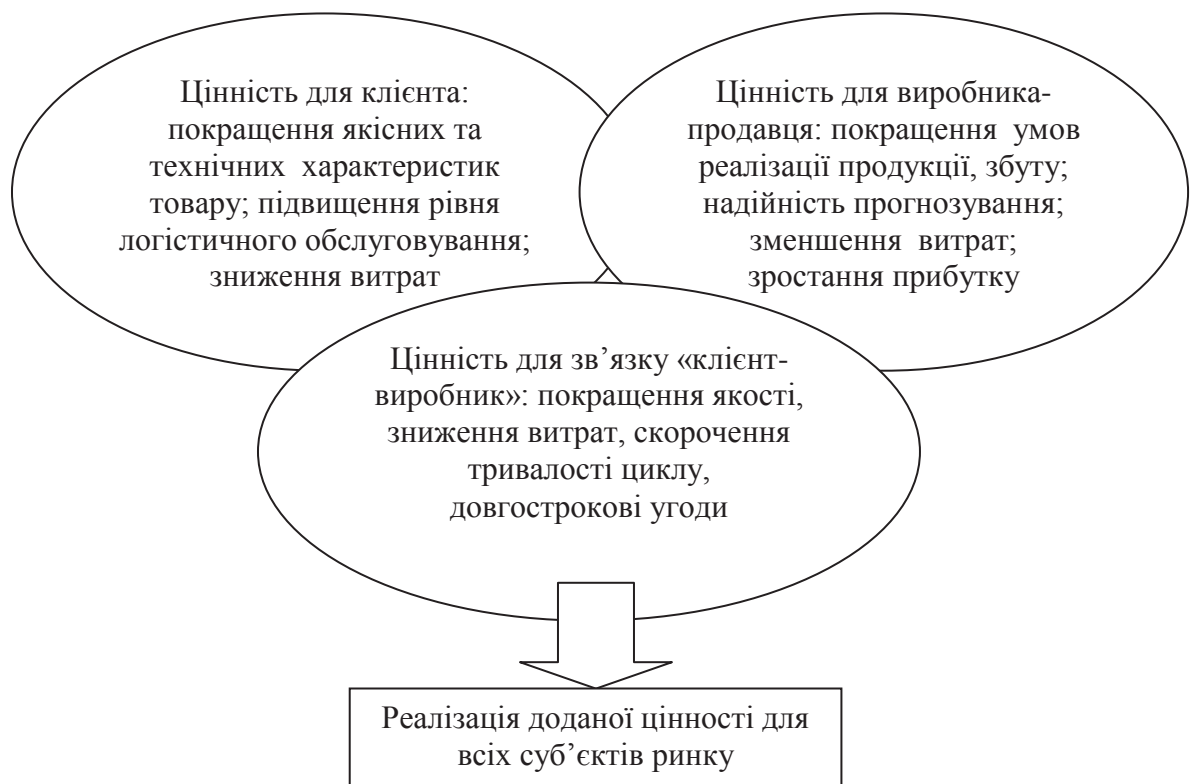 Цінність для клієнта:
покращення якісних та
технічних характеристик
товару; підвищення рівня
логістичного обслуговування;
зниження витрат
Цінність для виробника-
продавця: покращення умов
реалізації продукції, збуту;
надійність прогнозування;
зменшення витрат;
зростання прибутку
Цінність для зв’язку «клієнт-
виробник»: покращення якості,
зниження витрат, скорочення
тривалості циклу,
довгострокові угоди
Реалізація доданої цінності для
всіх суб’єктів ринку